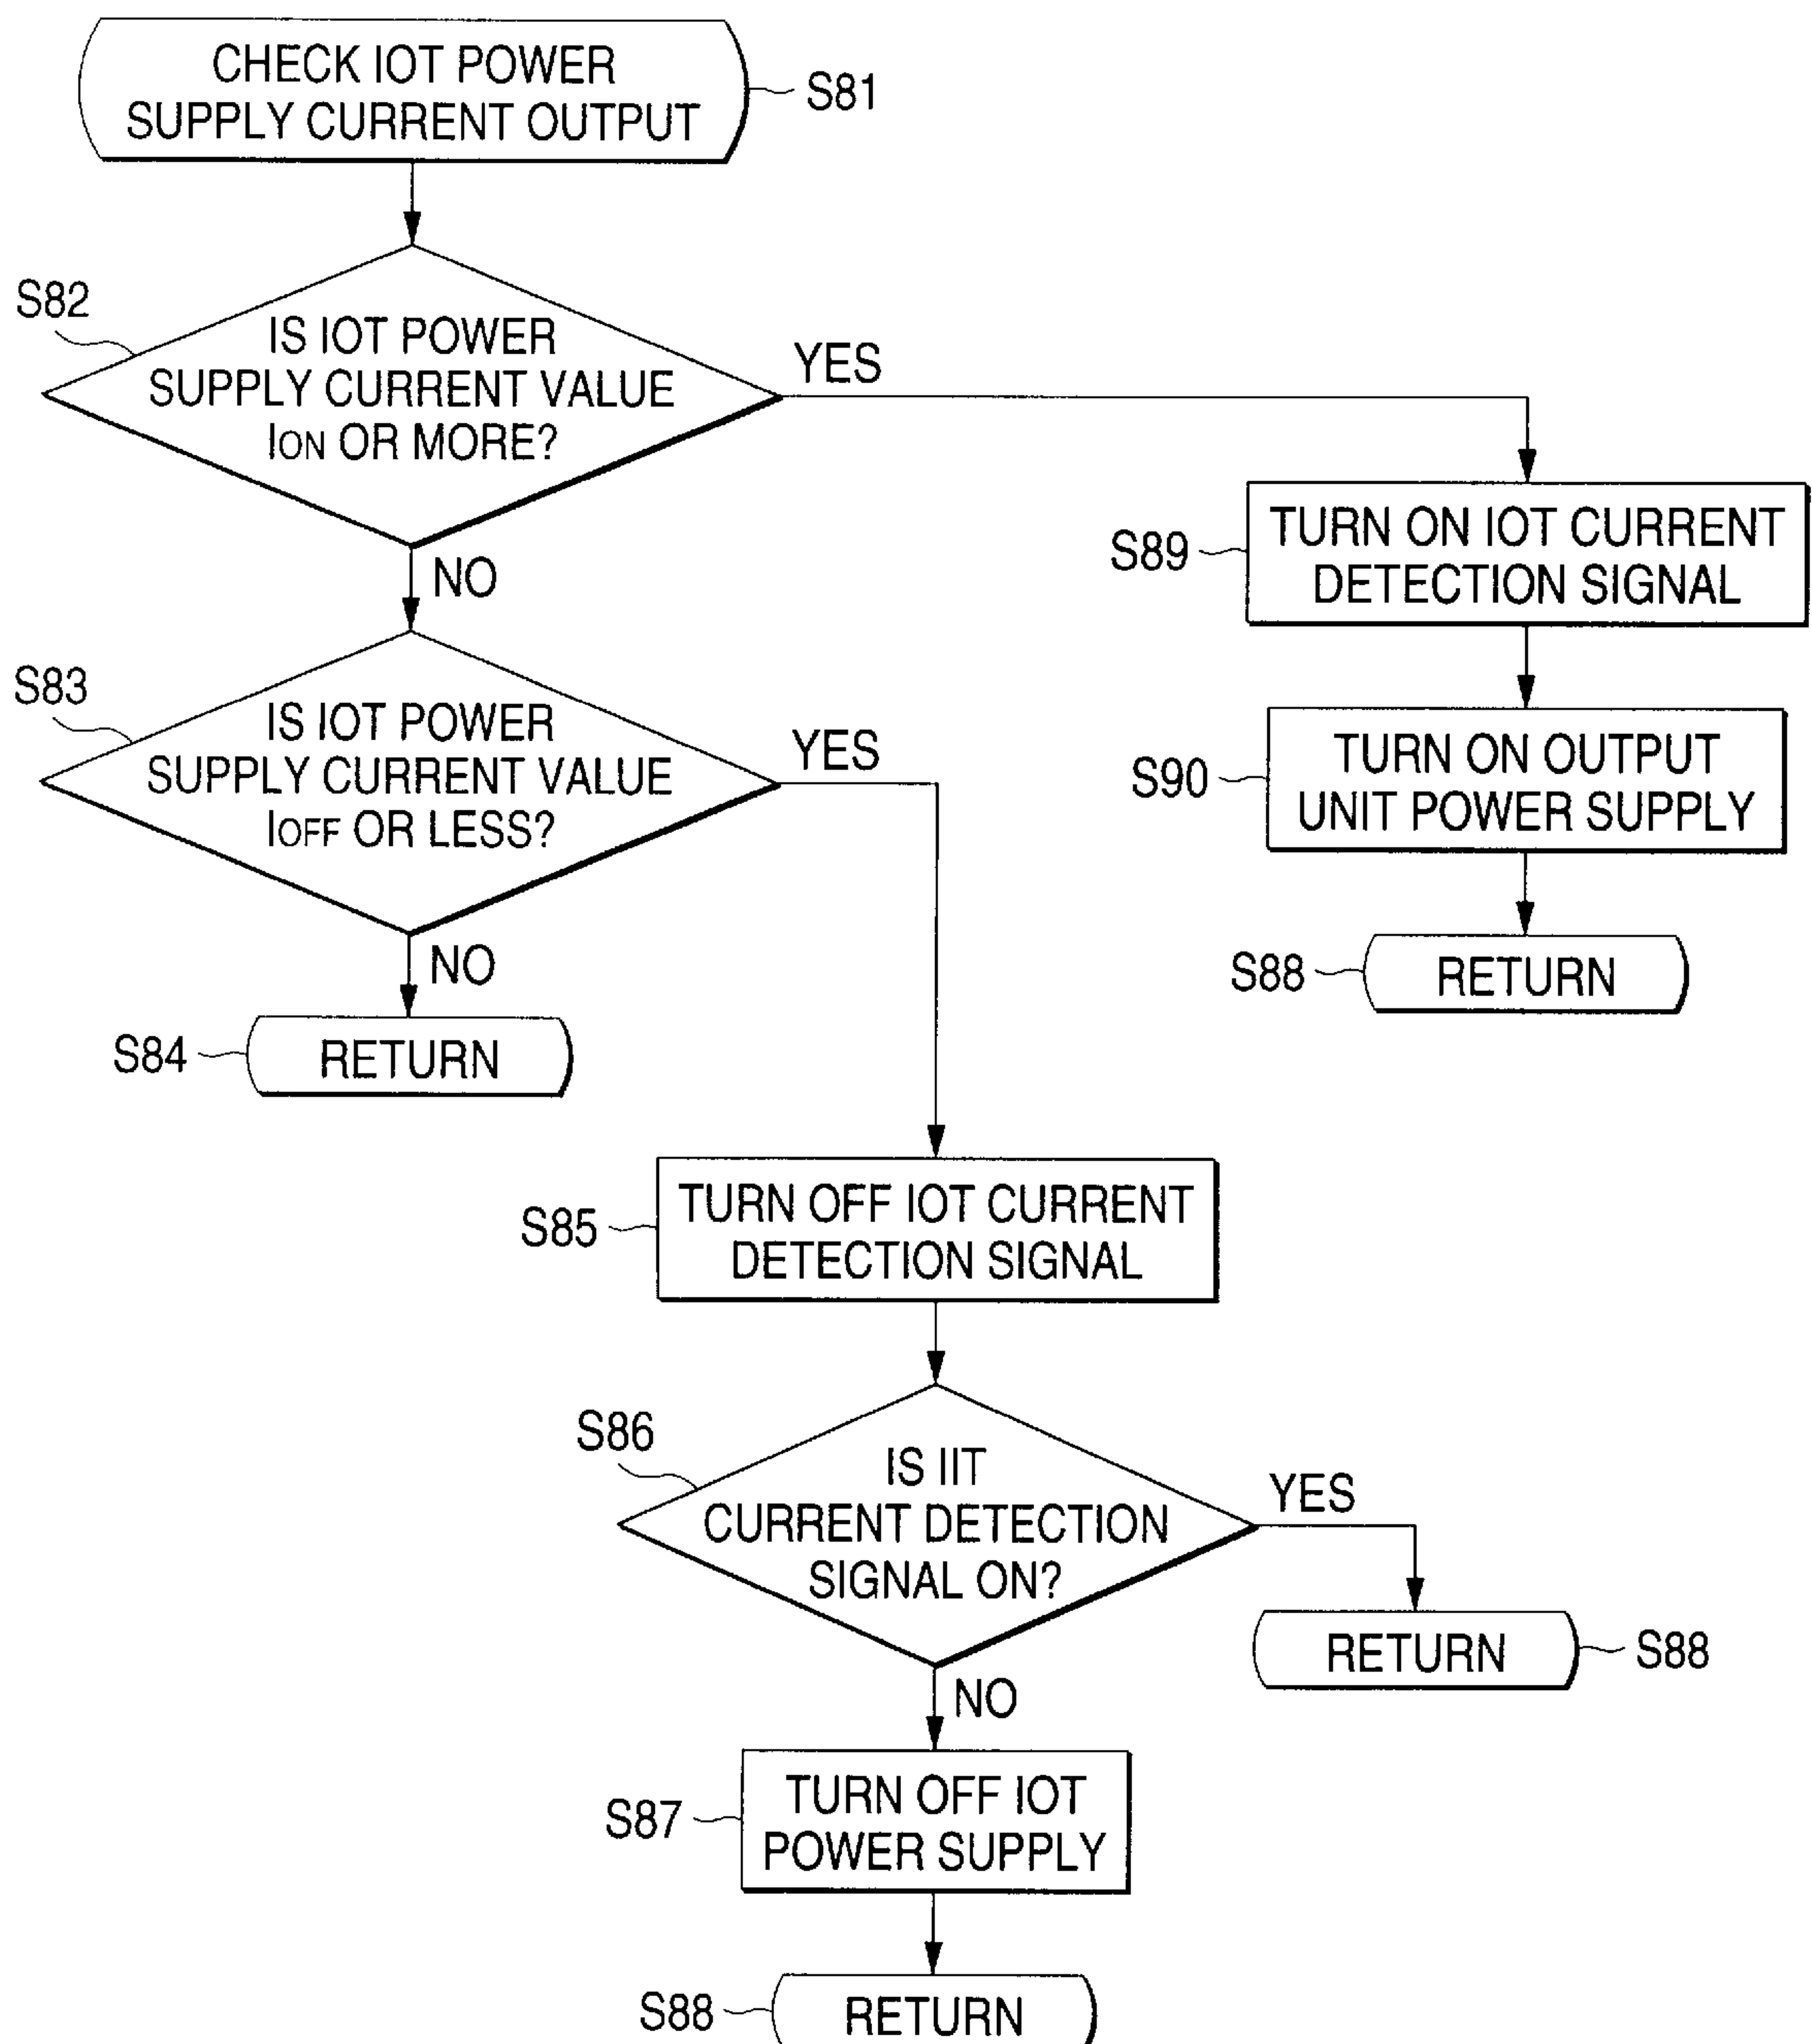 CHECK IOT POWER
SUPPLY CURRENT OUTPUT
S81
S82
IS IOT POWER
SUPPLY CURRENT VALUE
ION OR MORE?
YES
NO
S89
TURN ON IOT CURRENT
DETECTION SIGNAL
S90
TURN ON OUTPUT
UNIT POWER SUPPLY
S88
RETURN
S83
IS IOT POWER
SUPPLY CURRENT VALUE
IOFF OR LESS?
YES
NO
S84
RETURN
S85
TURN OFF IOT CURRENT
DETECTION SIGNAL
S86
IS IIT
CURRENT DETECTION
SIGNAL ON?
YES
RETURN
S88
NO
S87
TURN OFF IOT
POWER SUPPLY
S88
RETURN